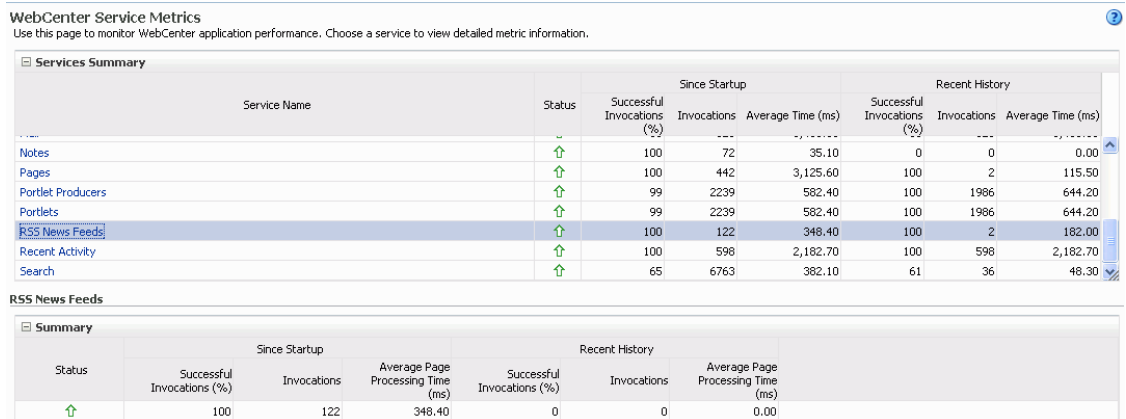 WebCenter Service Metrics
Use this page to monitor WebCenter application performance. Choose a service to view detailed metric information.
Services Summary
Since Startup Recent History
Service Name Status Successful Invocations (%) Invocations Average Time (ms) Successful Invocations (%) Invocations Average Time (ms)
Notes 100 72 35.10 0 0 0.00
Pages 100 442 3,125.60 100 2 115.50
Portlet Producers 99 2239 582.40 100 1986 644.20
Portlets 99 2239 582.40 100 1986 644.20
RSS News Feeds 100 122 348.40 100 2 182.00
Recent Activity 100 598 2,182.70 100 598 2,182.70
Search 65 6763 382.10 61 36 48.30
RSS News Feeds
Summary
Since Startup Recent History
Status Successful Invocations (%) Invocations Average Page Processing Time (ms) Successful Invocations (%) Invocations Average Page Processing Time (ms)
100 122 348.40 0 0 0.00